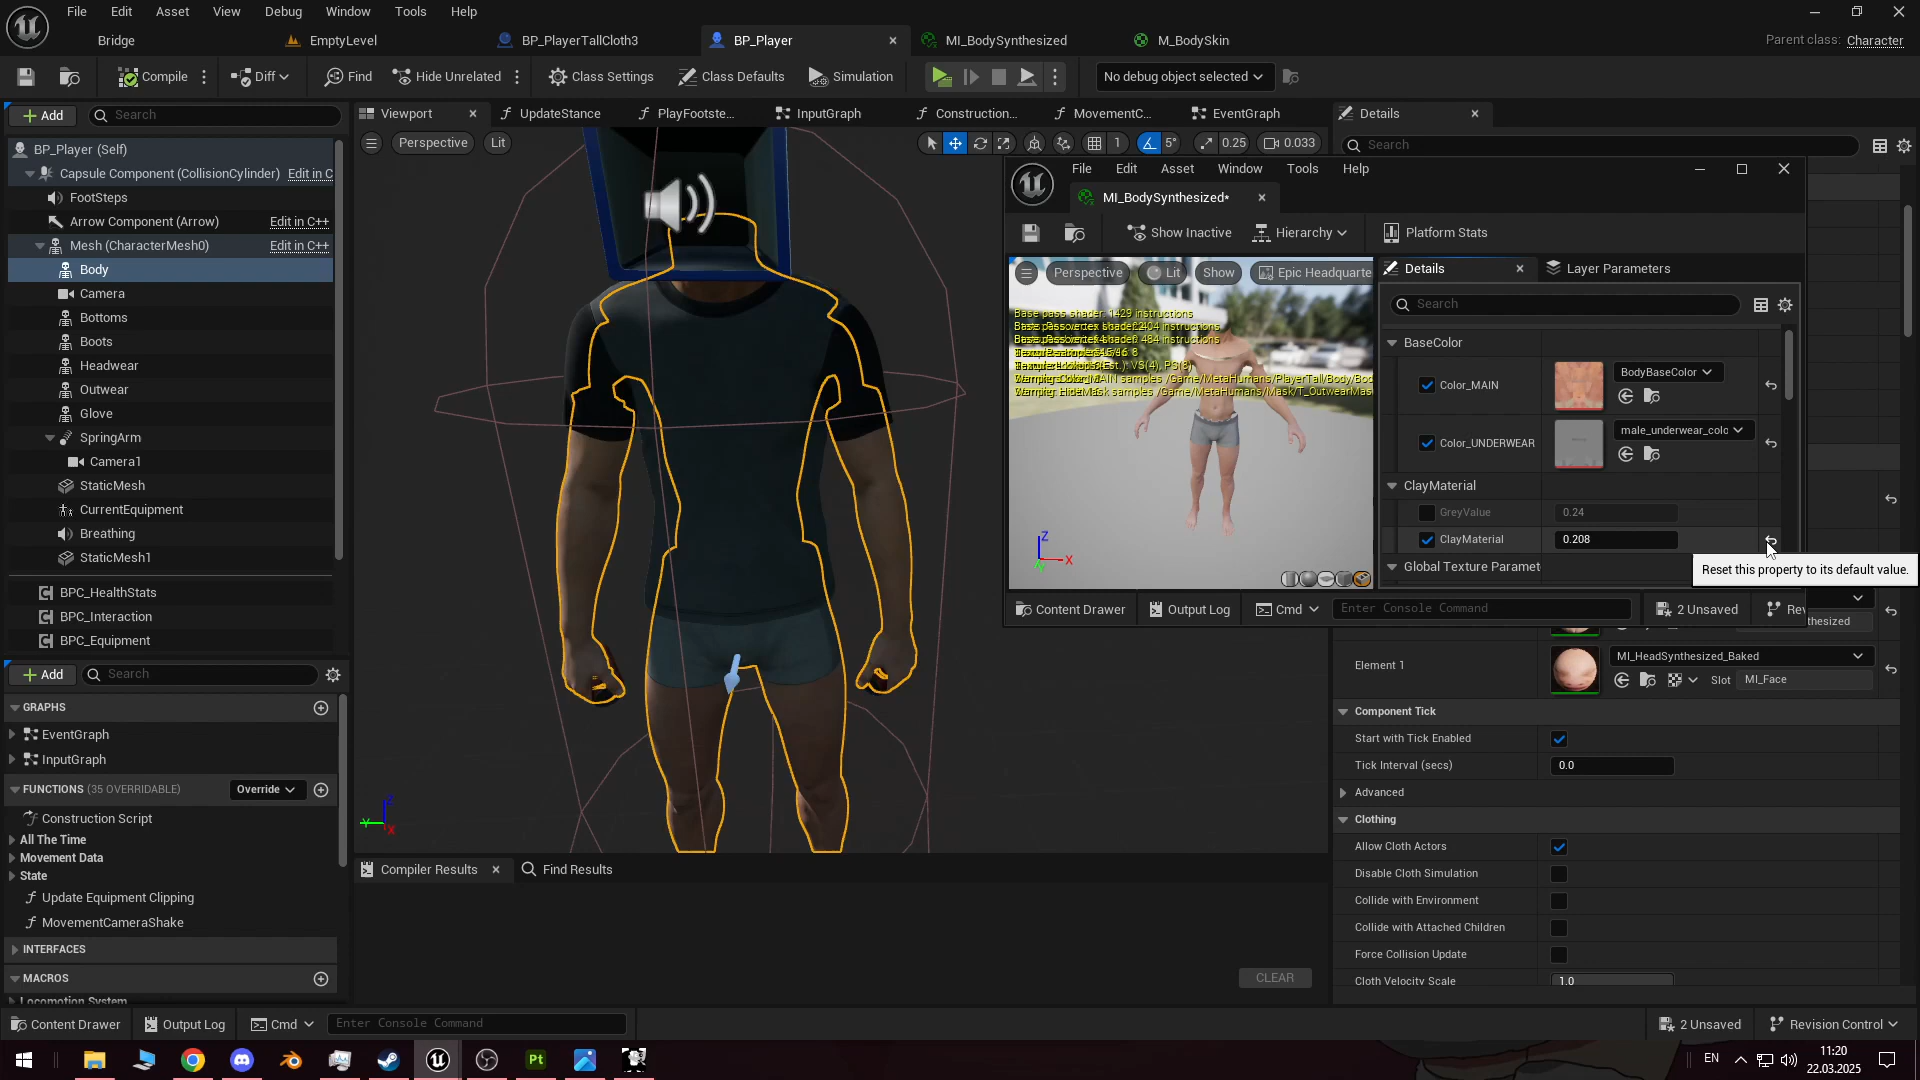 File Edit Asset View Debug Window Tools Help
Bridge EmptyLevel BP_PlayerTallCloth3 BP_Player MI_BodySynthesized M_BodySkin Parent class: Character
Compile Diff Find Hide Unrelated Class Settings Class Defaults Simulation No debug object selected
Add Search
BP_Player (Self)
Capsule Component (CollisionCylinder) Edit in C
FootSteps
Arrow Component (Arrow) Edit in C++
Mesh (CharacterMesh0) Edit in C++
Body
Camera
Bottoms
Boots
Headwear
Outwear
Glove
SpringArm
Camera1
StaticMesh
CurrentEquipment
Breathing
StaticMesh1
BPC_HealthStats
BPC_Interaction
BPC_Equipment
Add Search
GRAPHS
EventGraph
InputGraph
FUNCTIONS (35 OVERRIDABLE) Override
Construction Script
All The Time
Movement Data
State
Update Equipment Clipping
MovementCameraShake
INTERFACES
MACROS
Locomotion System
Viewport UpdateStance PlayFootste... InputGraph Construction... MovementC... EventGraph
Perspective Lit 1 5° 0.25 0.033
Z
Y
X
Compiler Results Find Results
CLEAR
Details
Search
File Edit Asset Window Tools Help
MI_BodySynthesized*
Show Inactive Hierarchy Platform Stats
Perspective Lit Show Epic Headquarte
Base pass shader: 1429 instructions
Z
X
Details Layer Parameters
Search
BaseColor
Color_MAIN BodyBaseColor
Color_UNDERWEAR male_underwear_colo
ClayMaterial
GreyValue 0.24
ClayMaterial 0.208
Global Texture Paramet
Reset this property to its default value.
Content Drawer Output Log Cmd Enter Console Command 2 Unsaved Rev
thesized
Element 1 MI_HeadSynthesized_Baked
Slot MI_Face
Component Tick
Start with Tick Enabled
Tick Interval (secs) 0.0
Advanced
Clothing
Allow Cloth Actors
Disable Cloth Simulation
Collide with Environment
Collide with Attached Children
Force Collision Update
Cloth Velocity Scale 1.0
Content Drawer Output Log Cmd Enter Console Command 2 Unsaved Revision Control
Pt EN 11:20
22.03.2025